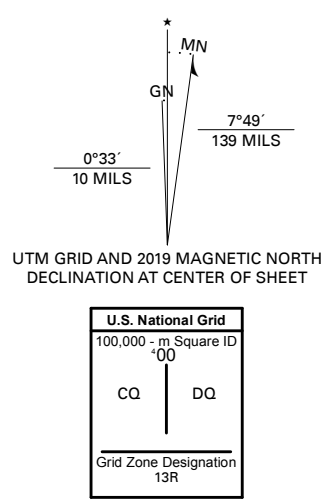 ★
MN
GN
7°49´
139 MILS
0°33´
10 MILS
UTM GRID AND 2019 MAGNETIC NORTH
DECLINATION AT CENTER OF SHEET
U.S. National Grid
100,000 - m Square ID
⁴00
CQ DQ
Grid Zone Designation
13R